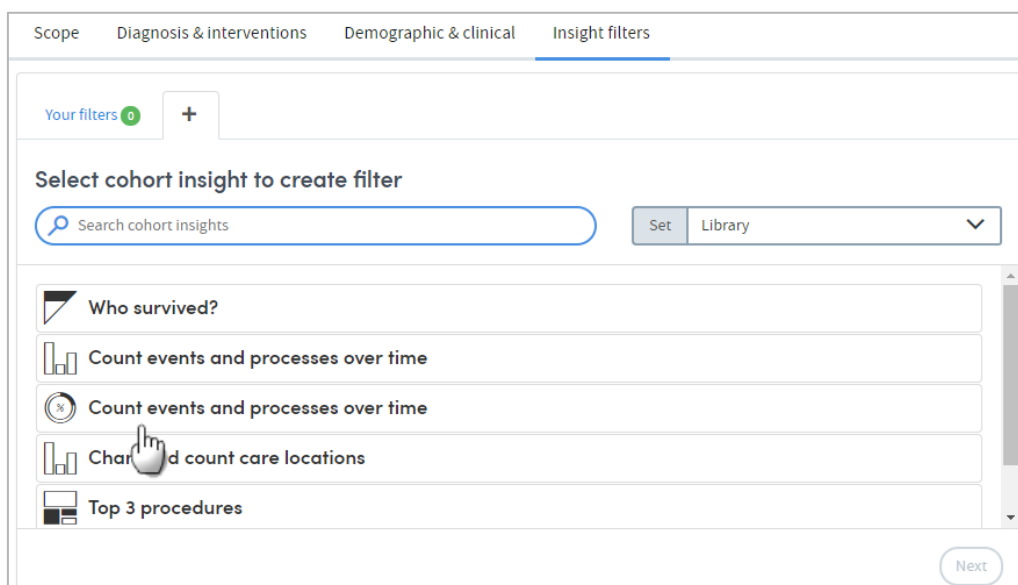 Scope Diagnosis & interventions Demographic & clinical Insight filters
Your filters 0 +
Select cohort insight to create filter
Search cohort insights Set Library
Who survived?
Count events and processes over time
% Count events and processes over time
count care locations
Top 3 procedures
Next